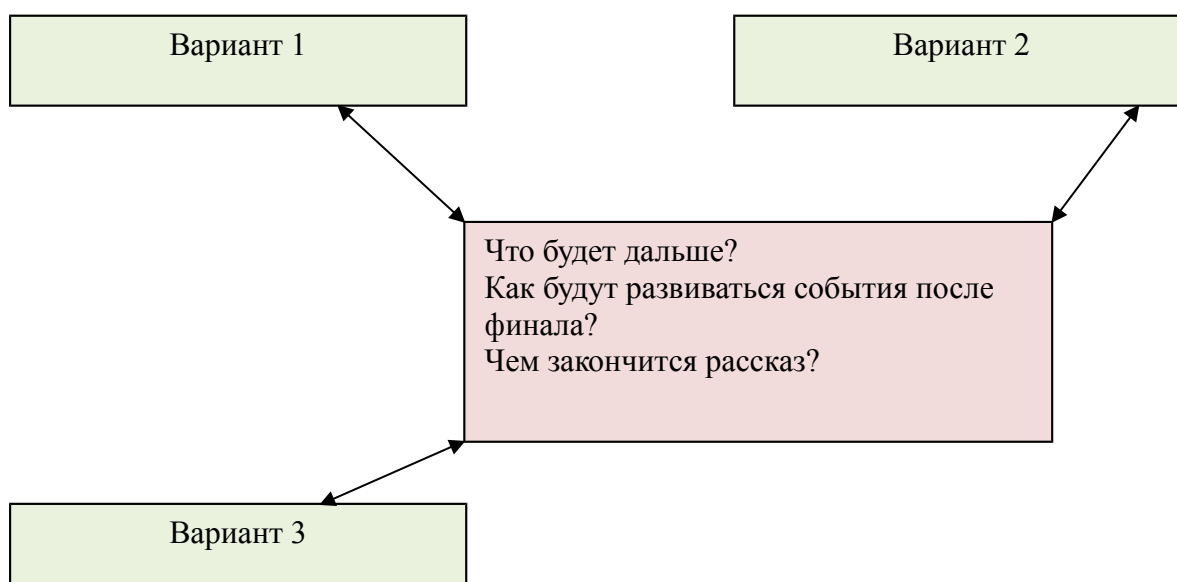 Вариант 1
Вариант 2
Что будет дальше?
Как будут развиваться события после
финала?
Чем закончится рассказ?
Вариант 3